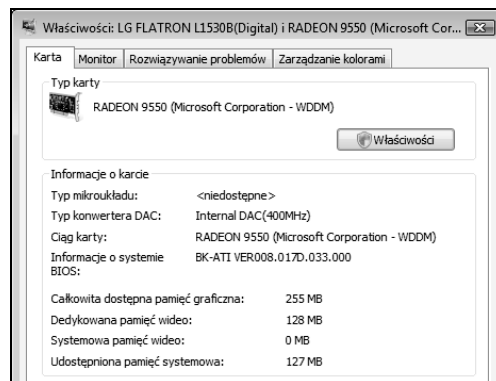 Właściwości: LG FLATRON L1530B(Digital) i RADEON 9550 (Microsoft Cor...
Karta Monitor Rozwiązywanie problemów Zarządzanie kolorami
Typ karty
RADEON 9550 (Microsoft Corporation - WDDM)
Właściwości
Informacje o karcie
Typ mikroukładu: <niedostępne>
Typ konwertera DAC: Internal DAC(400MHz)
Ciąg karty: RADEON 9550 (Microsoft Corporation - WDDM)
Informacje o systemie BK-ATI VER008.017D.033.000
BIOS:
Całkowita dostępna pamięć graficzna: 255 MB
Dedykowana pamięć wideo: 128 MB
Systemowa pamięć wideo: 0 MB
Udostępniona pamięć systemowa: 127 MB